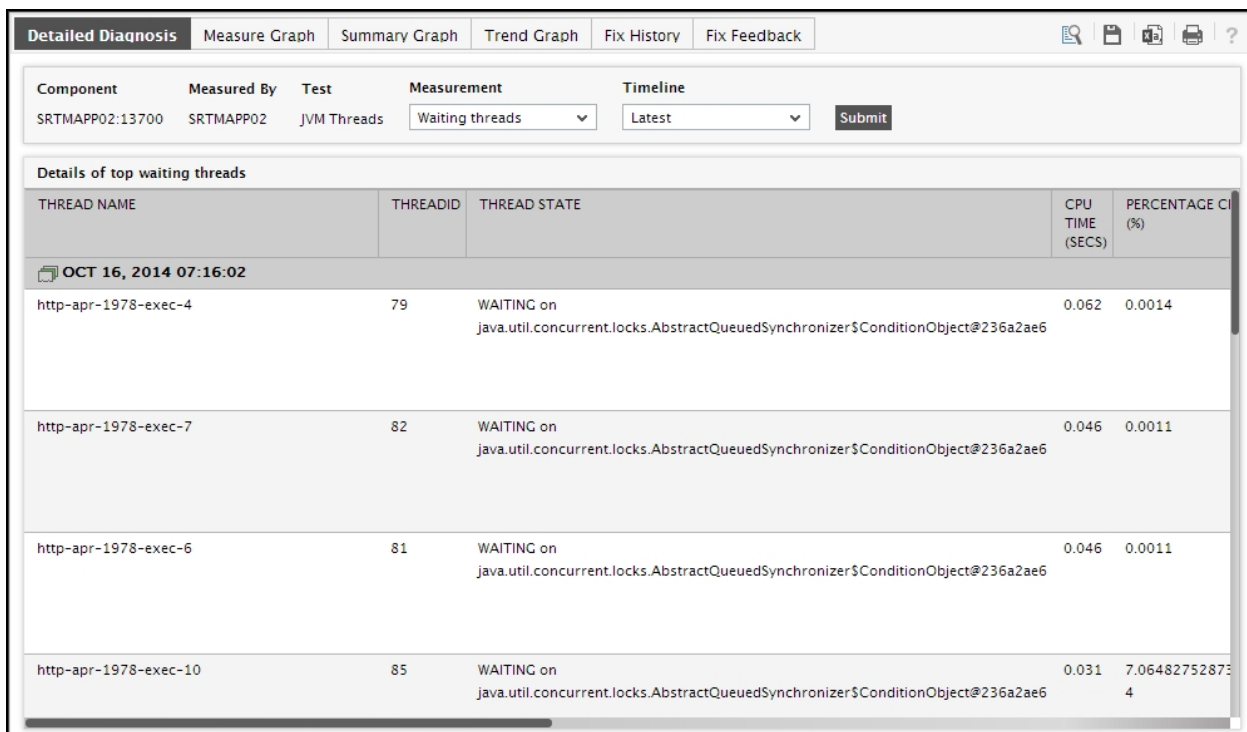 Detailed Diagnosis Measure Graph Summary Graph Trend Graph Fix History Fix Feedback ?
Component Measured By Test Measurement Timeline
SRTMAPP02:13700 SRTMAPP02 JVM Threads Waiting threads Latest Submit
Details of top waiting threads
THREAD NAME THREADID THREAD STATE CPU PERCENTAGE
TIME (%)
(SECS)
OCT 16, 2014 07:16:02
http-apr-1978-exec-4 79 WAITING on 0.062 0.0014
java.util.concurrent.locks.AbstractQueuedSynchronizer$ConditionObject@236a2ae6
http-apr-1978-exec-7 82 WAITING on 0.046 0.0011
java.util.concurrent.locks.AbstractQueuedSynchronizer$ConditionObject@236a2ae6
http-apr-1978-exec-6 81 WAITING on 0.046 0.0011
java.util.concurrent.locks.AbstractQueuedSynchronizer$ConditionObject@236a2ae6
http-apr-1978-exec-10 85 WAITING on 0.031 7.06482752873
java.util.concurrent.locks.AbstractQueuedSynchronizer$ConditionObject@236a2ae6 4